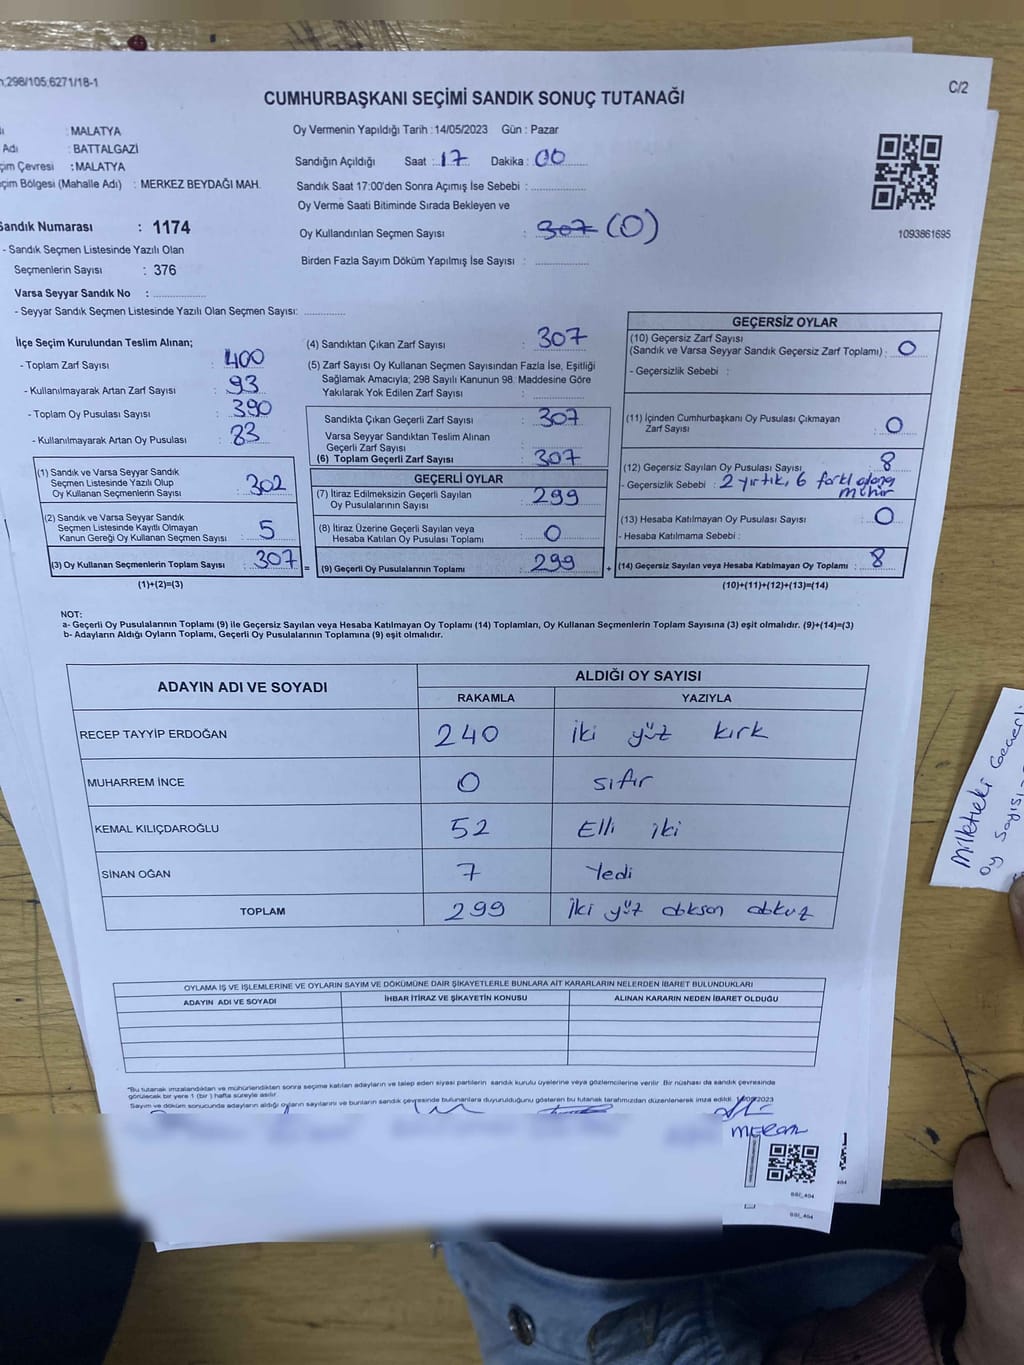 298/105;6271/18-1
C/2
CUMHURBAŞKANI SEÇİMİ SANDIK SONUÇ TUTANAĞI
: MALATYA
Adı : BATTALGAZİ
Çevresi : MALATYA
Bölgesi (Mahalle Adı) : MERKEZ BEYDAĞI MAH.
Oy Vermenin Yapıldığı Tarih : 14/05/2023 Gün : Pazar
Sandığın Açıldığı Saat : 17 Dakika : 00
Sandık Saat 17:00'den Sonra Açımış İse Sebebi :
Oy Verme Saati Bitiminde Sırada Bekleyen ve
Oy Kullandırılan Seçmen Sayısı : 307 (0)
Birden Fazla Sayım Döküm Yapılmış İse Sayısı :
1093861695
Sandık Numarası : 1174
- Sandık Seçmen Listesinde Yazılı Olan
Seçmenlerin Sayısı : 376
Varsa Seyyar Sandık No :
- Seyyar Sandık Seçmen Listesinde Yazılı Olan Seçmen Sayısı:
İlçe Seçim Kurulundan Teslim Alınan;
- Toplam Zarf Sayısı : 400
- Kullanılmayarak Artan Zarf Sayısı : 93
- Toplam Oy Pusulası Sayısı : 390
- Kullanılmayarak Artan Oy Pusulası : 83
(1) Sandık ve Varsa Seyyar Sandık
Seçmen Listesinde Yazılı Olup
Oy Kullanan Seçmenlerin Sayısı : 302
(2) Sandık ve Varsa Seyyar Sandık
Seçmen Listesinde Kayıtlı Olmayan
Kanun Gereği Oy Kullanan Seçmen Sayısı : 5
(3) Oy Kullanan Seçmenlerin Toplam Sayısı : 307
(1)+(2)=(3)
(4) Sandıktan Çıkan Zarf Sayısı : 307
(5) Zarf Sayısı Oy Kullanan Seçmen Sayısından Fazla İse, Eşitliği
Sağlamak Amacıyla; 298 Sayılı Kanunun 98. Maddesine Göre
Yakılarak Yok Edilen Zarf Sayısı :
Sandıkta Çıkan Geçerli Zarf Sayısı : 307
Varsa Seyyar Sandıktan Teslim Alınan
Geçerli Zarf Sayısı :
(6) Toplam Geçerli Zarf Sayısı : 307
GEÇERLİ OYLAR
(7) İtiraz Edilmeksizin Geçerli Sayılan
Oy Pusulalarının Sayısı : 299
(8) İtiraz Üzerine Geçerli Sayılan veya
Hesaba Katılan Oy Pusulası Toplamı : 0
= (9) Geçerli Oy Pusulalarının Toplamı : 299 +
GEÇERSİZ OYLAR
(10) Geçersiz Zarf Sayısı
(Sandık ve Varsa Seyyar Sandık Geçersiz Zarf Toplamı) : 0
- Geçersizlik Sebebi :
(11) İçinden Cumhurbaşkanı Oy Pusulası Çıkmayan
Zarf Sayısı : 0
(12) Geçersiz Sayılan Oy Pusulası Sayısı : 8
- Geçersizlik Sebebi : 2 yırtık, 6 farklı alana
mühür
(13) Hesaba Katılmayan Oy Pusulası Sayısı : 0
- Hesaba Katılmama Sebebi :
(14) Geçersiz Sayılan veya Hesaba Katılmayan Oy Toplamı : 8
(10)+(11)+(12)+(13)=(14)
NOT:
a- Geçerli Oy Pusulalarının Toplamı (9) ile Geçersiz Sayılan veya Hesaba Katılmayan Oy Toplamı (14) Toplamları, Oy Kullanan Seçmenlerin Toplam Sayısına (3) eşit olmalıdır. (9)+(14)=(3)
b- Adayların Aldığı Oyların Toplamı, Geçerli Oy Pusulalarının Toplamına (9) eşit olmalıdır.
ADAYIN ADI VE SOYADI
ALDIĞI OY SAYISI
RAKAMLA YAZIYLA
RECEP TAYYİP ERDOĞAN 240 iki yüz kırk
MUHARREM İNCE 0 sıfır
KEMAL KILIÇDAROĞLU 52 Elli iki
SİNAN OĞAN 7 Yedi
TOPLAM 299 iki yüz doksan dokuz
OYLAMA İŞ VE İŞLEMLERİNE VE OYLARIN SAYIM VE DÖKÜMÜNE DAİR ŞİKAYETLERLE BUNLARA AİT KARARLARIN NELERDEN İBARET BULUNDUKLARI
ADAYIN ADI VE SOYADI İHBAR İTİRAZ VE ŞİKAYETİN KONUSU ALINAN KARARIN NEDEN İBARET OLDUĞU
*Bu tutanak imzalandıktan ve mühürlendikten sonra seçime katılan adayların ve talep eden siyasi partilerin sandık kurulu üyelerine veya gözlemcilerine verilir. Bir nüshası da sandık çevresinde
görülecek bir yere 1 (bir) hafta süreyle asılır.
Sayım ve döküm sonucunda adayların aldığı oyların sayılarını ve bunların sandık çevresinde bulunanlara duyurulduğunu gösteren bu tutanak tarafımızdan düzenlenerek imza edildi.
Meral
Milletveki Geçerli
oy sayısı